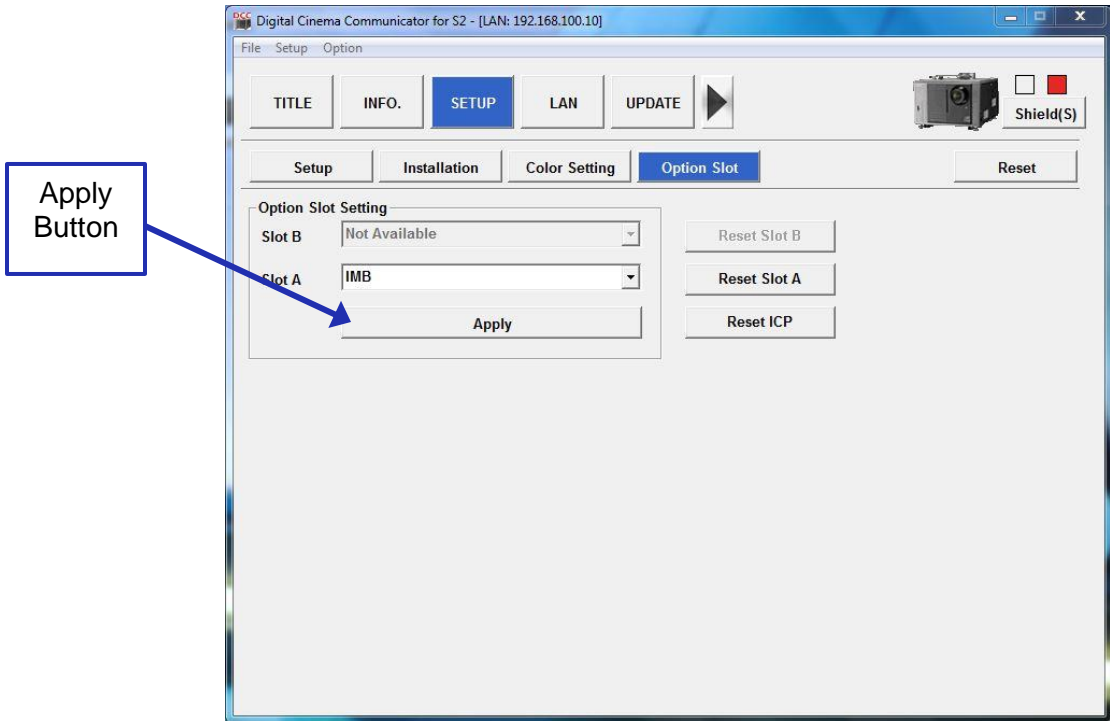 DCC Digital Cinema Communicator for S2 - [LAN: 192.168.100.10]
File Setup Option
TITLE INFO. SETUP LAN UPDATE
Shield(S)
Setup Installation Color Setting Option Slot Reset
Apply
Button
Option Slot Setting
Slot B Not Available Reset Slot B
Slot A IMB Reset Slot A
Apply Reset ICP